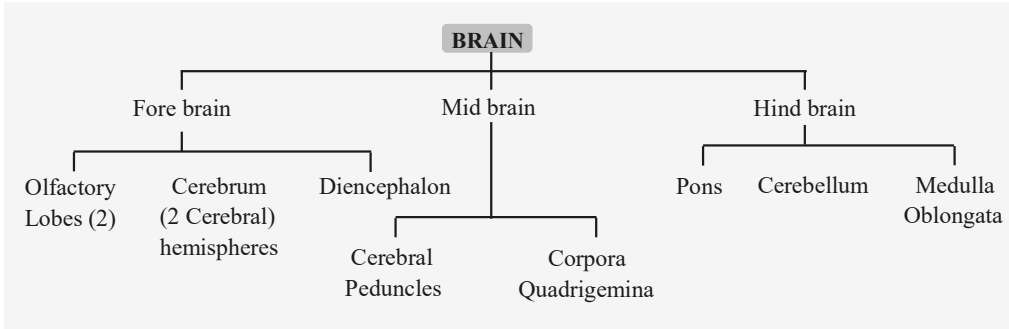 BRAIN
Fore brain
Mid brain
Hind brain
Olfactory
Lobes (2)
Cerebrum
(2 Cerebral)
hemispheres
Diencephalon
Cerebral
Peduncles
Corpora
Quadrigemina
Pons
Cerebellum
Medulla
Oblongata